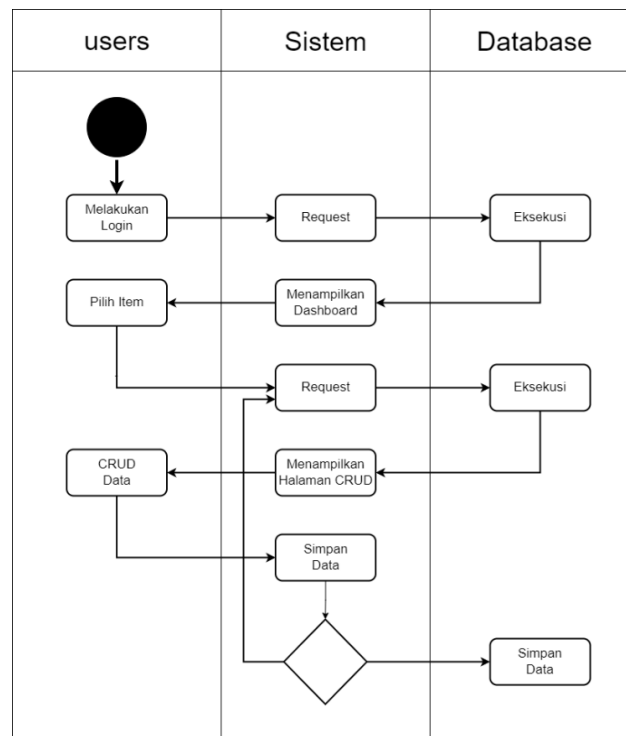 users
Sistem
Database
Melakukan
Login
Request
Eksekusi
Pilih Item
Menampilkan
Dashboard
Request
Eksekusi
CRUD
Data
Menampilkan
Halaman CRUD
Simpan
Data
Simpan
Data